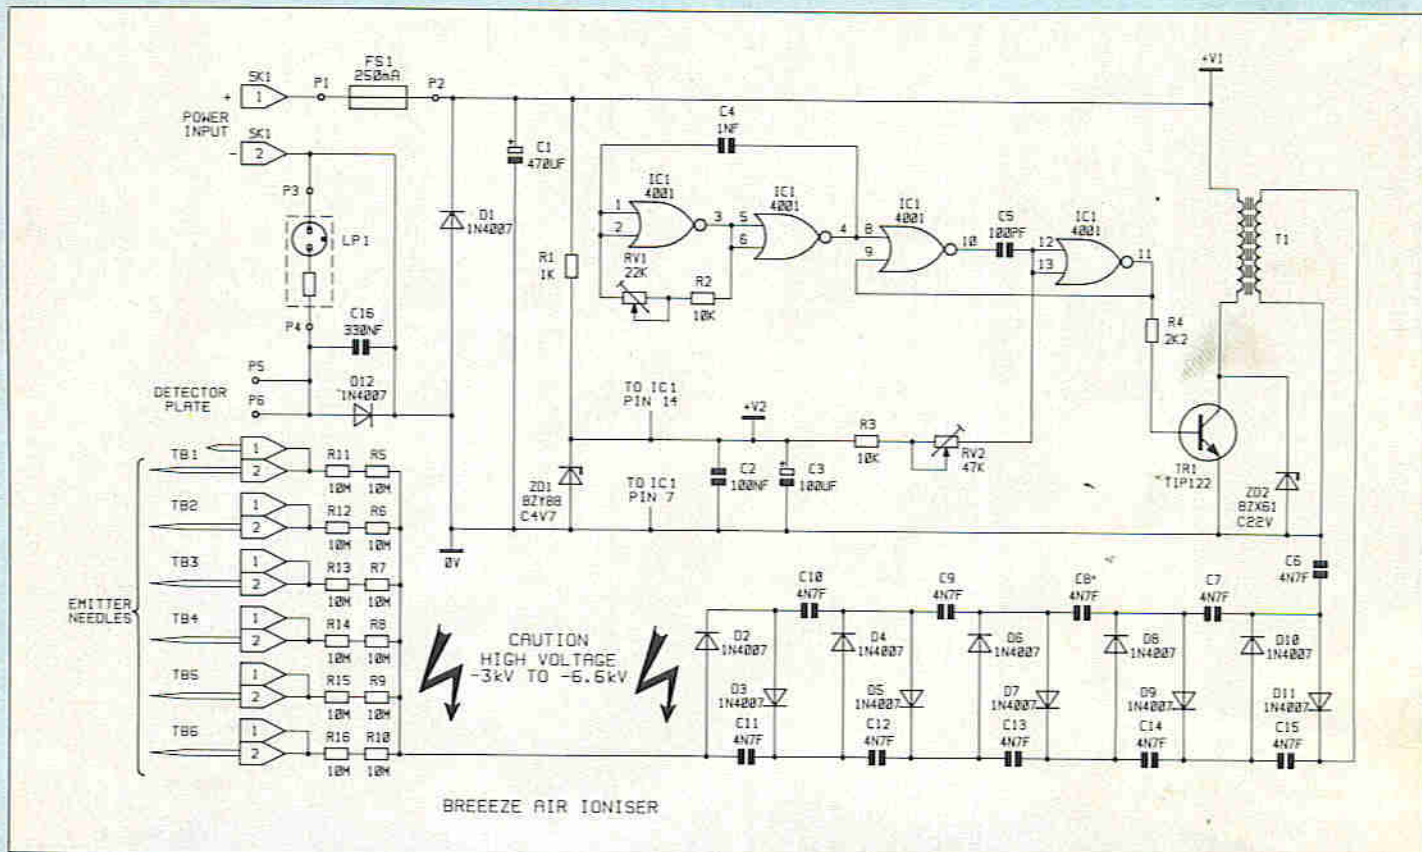 +V1
FS1
250mA
SK1
1
P1
P2
+
POWER
INPUT
SK1
2
-
C1
470UF
+
C4
1NF
P3
LP1
D1
1N4007
IC1
4001
1
2
3
IC1
4001
5
6
4
IC1
4001
8
9
10
C5
100PF
IC1
4001
12
13
11
T1
R1
1K
RV1
22K
R2
10K
R4
2K2
P4
C16
330NF
P5
D12
1N4007
DETECTOR
PLATE
P6
TO IC1
PIN 14
+V2
R3
10K
RV2
47K
TR1
TIP122
ZD2
BZX61
C22V
ZD1
BZY88
C4V7
TO IC1
PIN 7
C2
100NF
+
C3
100UF
0V
EMITTER
NEEDLES
TB1
1
2
R11
R5
10M
10M
TB2
1
2
R12
R6
10M
10M
TB3
1
2
R13
R7
10M
10M
TB4
1
2
R14
R8
10M
10M
TB5
1
2
R15
R9
10M
10M
TB6
1
2
R16
R10
10M
10M
CAUTION
HIGH VOLTAGE
-3kV TO -6.6kV
C6
4N7F
C10
4N7F
C9
4N7F
C8
4N7F
C7
4N7F
D2
1N4007
D4
1N4007
D6
1N4007
D8
1N4007
D10
1N4007
D3
1N4007
D5
1N4007
D7
1N4007
D9
1N4007
D11
1N4007
C11
4N7F
C12
4N7F
C13
4N7F
C14
4N7F
C15
4N7F
BREEEZE AIR IONISER